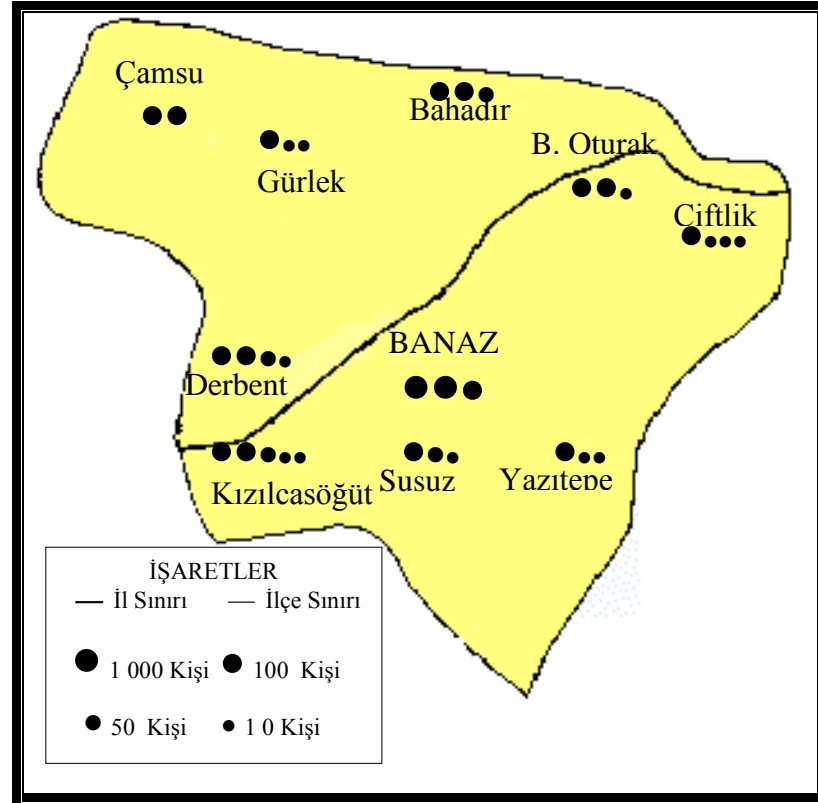 Çamsu
Bahadır
B. Oturak
Gürlek
Çiftlik
BANAZ
Derbent
Kızılcasöğüt
Susuz
Yazıtepe
İŞARETLER
İl Sınırı
İlçe Sınırı
1 000 Kişi
100 Kişi
50 Kişi
1 0 Kişi